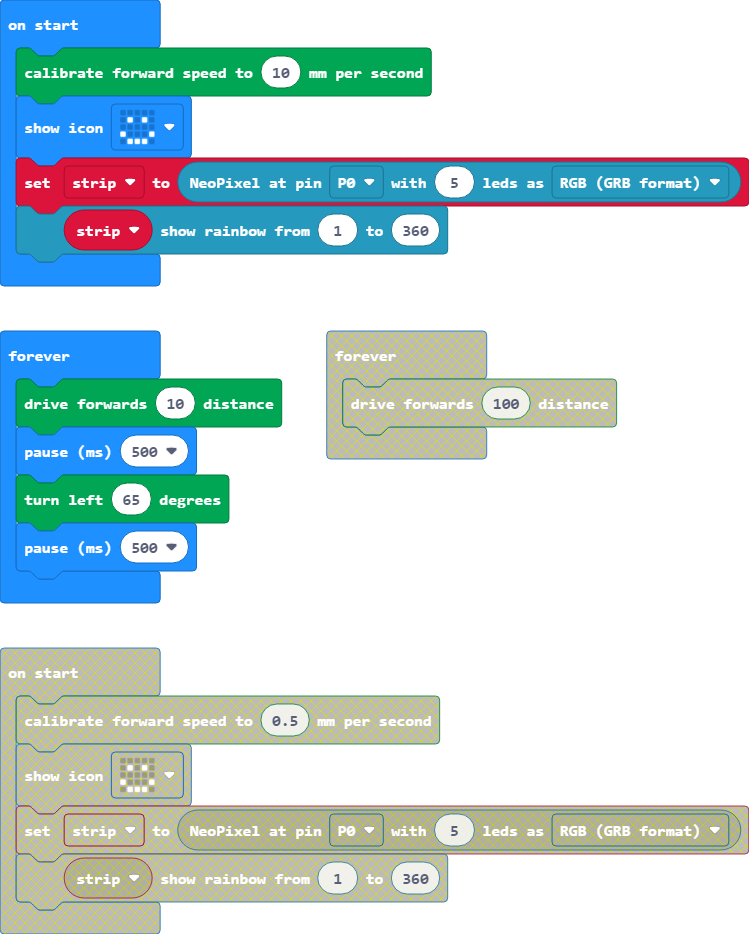 on start
calibrate forward speed to 10 mm per second
show icon
set strip to NeoPixel at pin P0 with 5 leds as RGB (GRB format)
strip show rainbow from 1 to 360
forever
drive forwards 10 distance
pause (ms) 500
turn left 65 degrees
pause (ms) 500
forever
drive forwards 100 distance
on start
calibrate forward speed to 0.5 mm per second
show icon
set strip to NeoPixel at pin P0 with 5 leds as RGB (GRB format)
strip show rainbow from 1 to 360